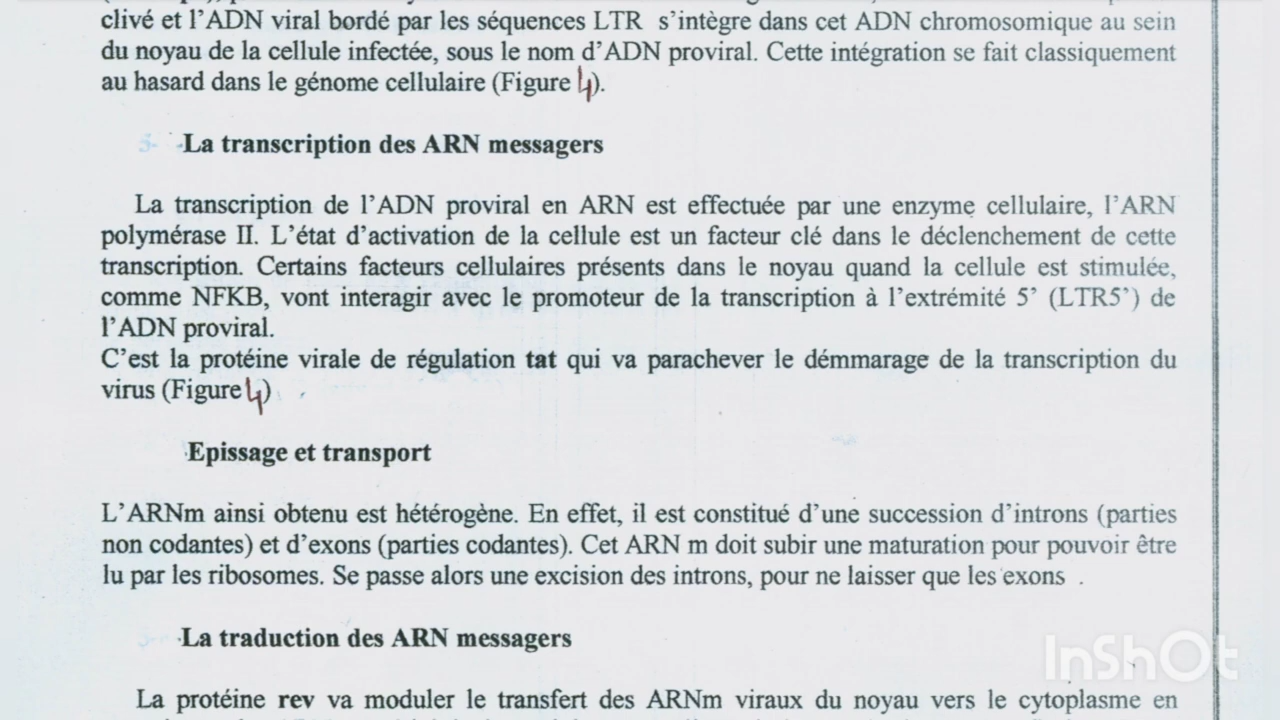 clivé et l'ADN viral bordé par les séquences LTR s'intègre dans cet ADN chromosomique au sein
du noyau de la cellule infectée, sous le nom d'ADN proviral. Cette intégration se fait classiquement
au hasard dans le génome cellulaire (Figure 4).
La transcription des ARN messagers
La transcription de l'ADN proviral en ARN est effectuée par une enzyme cellulaire, l'ARN
polymérase II. L'état d'activation de la cellule est un facteur clé dans le déclenchement de cette
transcription. Certains facteurs cellulaires présents dans le noyau quand la cellule est stimulée,
comme NFKB, vont interagir avec le promoteur de la transcription à l'extrémité 5' (LTR5') de
l'ADN proviral.
C'est la protéine virale de régulation tat qui va parachever le démmarage de la transcription du
virus (Figure 4)
Epissage et transport
L'ARNm ainsi obtenu est hétérogène. En effet, il est constitué d'une succession d'introns (parties
non codantes) et d'exons (parties codantes). Cet ARN m doit subir une maturation pour pouvoir être
lu par les ribosomes. Se passe alors une excision des introns, pour ne laisser que les exons .
La traduction des ARN messagers
La protéine rev va moduler le transfert des ARNm viraux du noyau vers le cytoplasme en
InShOt